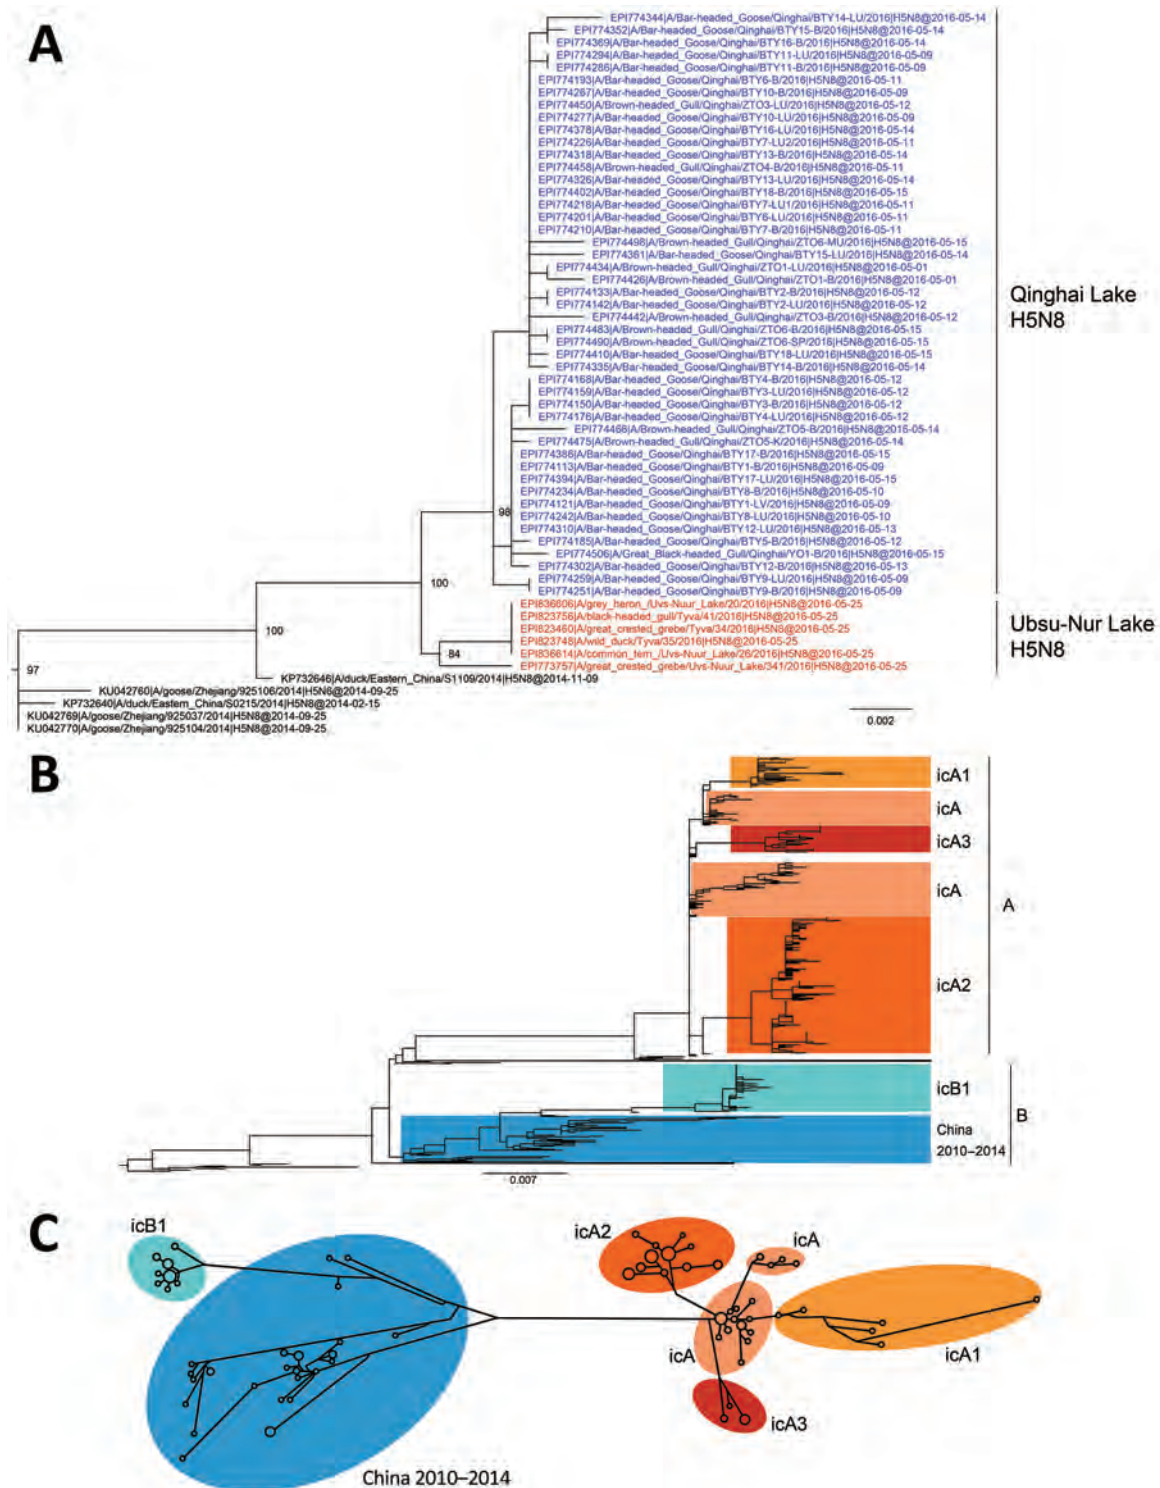 A
EPI774344|A/Bar-headed_Goose/Qinghai/BTY14-LU/2016|H5N8@2016-05-14
EPI774352|A/Bar-headed_Goose/Qinghai/BTY15-B/2016|H5N8@2016-05-14
EPI774369|A/Bar-headed_Goose/Qinghai/BTY16-B/2016|H5N8@2016-05-14
EPI774294|A/Bar-headed_Goose/Qinghai/BTY11-LU/2016|H5N8@2016-05-09
EPI774286|A/Bar-headed_Goose/Qinghai/BTY11-B/2016|H5N8@2016-05-09
EPI774193|A/Bar-headed_Goose/Qinghai/BTY6-B/2016|H5N8@2016-05-11
EPI774267|A/Bar-headed_Goose/Qinghai/BTY10-B/2016|H5N8@2016-05-09
EPI774450|A/Brown-headed_Gull/Qinghai/ZTO3-LU/2016|H5N8@2016-05-12
EPI774277|A/Bar-headed_Goose/Qinghai/BTY10-LU/2016|H5N8@2016-05-09
EPI774378|A/Bar-headed_Goose/Qinghai/BTY16-LU/2016|H5N8@2016-05-14
EPI774226|A/Bar-headed_Goose/Qinghai/BTY7-LU2/2016|H5N8@2016-05-11
EPI774318|A/Bar-headed_Goose/Qinghai/BTY13-B/2016|H5N8@2016-05-14
EPI774458|A/Brown-headed_Gull/Qinghai/ZTO4-B/2016|H5N8@2016-05-11
EPI774326|A/Bar-headed_Goose/Qinghai/BTY13-LU/2016|H5N8@2016-05-14
EPI774402|A/Bar-headed_Goose/Qinghai/BTY18-B/2016|H5N8@2016-05-15
EPI774218|A/Bar-headed_Goose/Qinghai/BTY7-LU1/2016|H5N8@2016-05-11
EPI774201|A/Bar-headed_Goose/Qinghai/BTY6-LU/2016|H5N8@2016-05-11
EPI774210|A/Bar-headed_Goose/Qinghai/BTY7-B/2016|H5N8@2016-05-11
EPI774498|A/Brown-headed_Gull/Qinghai/ZTO6-MU/2016|H5N8@2016-05-15
EPI774361|A/Bar-headed_Goose/Qinghai/BTY15-LU/2016|H5N8@2016-05-14
EPI774434|A/Brown-headed_Gull/Qinghai/ZTO1-LU/2016|H5N8@2016-05-01
EPI774426|A/Brown-headed_Gull/Qinghai/ZTO1-B/2016|H5N8@2016-05-01
EPI774133|A/Bar-headed_Goose/Qinghai/BTY2-B/2016|H5N8@2016-05-12
EPI774142|A/Bar-headed_Goose/Qinghai/BTY2-LU/2016|H5N8@2016-05-12
EPI774442|A/Brown-headed_Gull/Qinghai/ZTO3-B/2016|H5N8@2016-05-12
EPI774483|A/Brown-headed_Gull/Qinghai/ZTO6-B/2016|H5N8@2016-05-15
EPI774490|A/Brown-headed_Gull/Qinghai/ZTO6-SP/2016|H5N8@2016-05-15
EPI774410|A/Bar-headed_Goose/Qinghai/BTY18-LU/2016|H5N8@2016-05-15
EPI774335|A/Bar-headed_Goose/Qinghai/BTY14-B/2016|H5N8@2016-05-14
EPI774168|A/Bar-headed_Goose/Qinghai/BTY4-B/2016|H5N8@2016-05-12
EPI774159|A/Bar-headed_Goose/Qinghai/BTY3-LU/2016|H5N8@2016-05-12
EPI774150|A/Bar-headed_Goose/Qinghai/BTY3-B/2016|H5N8@2016-05-12
EPI774176|A/Bar-headed_Goose/Qinghai/BTY4-LU/2016|H5N8@2016-05-12
EPI774466|A/Brown-headed_Gull/Qinghai/ZTO5-B/2016|H5N8@2016-05-14
EPI774475|A/Brown-headed_Gull/Qinghai/ZTO5-K/2016|H5N8@2016-05-14
EPI774386|A/Bar-headed_Goose/Qinghai/BTY17-B/2016|H5N8@2016-05-15
EPI774113|A/Bar-headed_Goose/Qinghai/BTY1-B/2016|H5N8@2016-05-09
EPI774394|A/Bar-headed_Goose/Qinghai/BTY17-LU/2016|H5N8@2016-05-15
EPI774234|A/Bar-headed_Goose/Qinghai/BTY8-B/2016|H5N8@2016-05-10
EPI774121|A/Bar-headed_Goose/Qinghai/BTY1-LV/2016|H5N8@2016-05-09
EPI774242|A/Bar-headed_Goose/Qinghai/BTY8-LU/2016|H5N8@2016-05-10
EPI774310|A/Bar-headed_Goose/Qinghai/BTY12-LU/2016|H5N8@2016-05-13
EPI774185|A/Bar-headed_Goose/Qinghai/BTY5-B/2016|H5N8@2016-05-12
EPI774506|A/Great_Black-headed_Gull/Qinghai/YO1-B/2016|H5N8@2016-05-15
EPI774302|A/Bar-headed_Goose/Qinghai/BTY12-B/2016|H5N8@2016-05-13
EPI774259|A/Bar-headed_Goose/Qinghai/BTY9-LU/2016|H5N8@2016-05-09
EPI774251|A/Bar-headed_Goose/Qinghai/BTY9-B/2016|H5N8@2016-05-09
EPI836606|A/grey_heron_/Uvs-Nuur_Lake/20/2016|H5N8@2016-05-25
EPI823756|A/black-headed_gull/Tyva/41/2016|H5N8@2016-05-25
EPI823460|A/great_crested_grebe/Tyva/34/2016|H5N8@2016-05-25
EPI823748|A/wild_duck/Tyva/35/2016|H5N8@2016-05-25
EPI836614|A/common_tern_/Uvs-Nuur_Lake/26/2016|H5N8@2016-05-25
EPI773757|A/great_crested_grebe/Uvs-Nuur_Lake/341/2016|H5N8@2016-05-25
KP732646|A/duck/Eastern_China/S1109/2014|H5N8@2014-11-09
KU042760|A/goose/Zhejiang/925106/2014|H5N8@2014-09-25
KP732640|A/duck/Eastern_China/S0215/2014|H5N8@2014-02-15
KU042769|A/goose/Zhejiang/925037/2014|H5N8@2014-09-25
KU042770|A/goose/Zhejiang/925104/2014|H5N8@2014-09-25
98
100
100
84
97
Qinghai Lake
H5N8
Ubsu-Nur Lake
H5N8
0.002
B
icA1
icA
icA3
icA
A
icA2
icB1
B
China
2010–2014
0.007
C
icB1
icA2
icA
icA
icA1
icA3
China 2010–2014